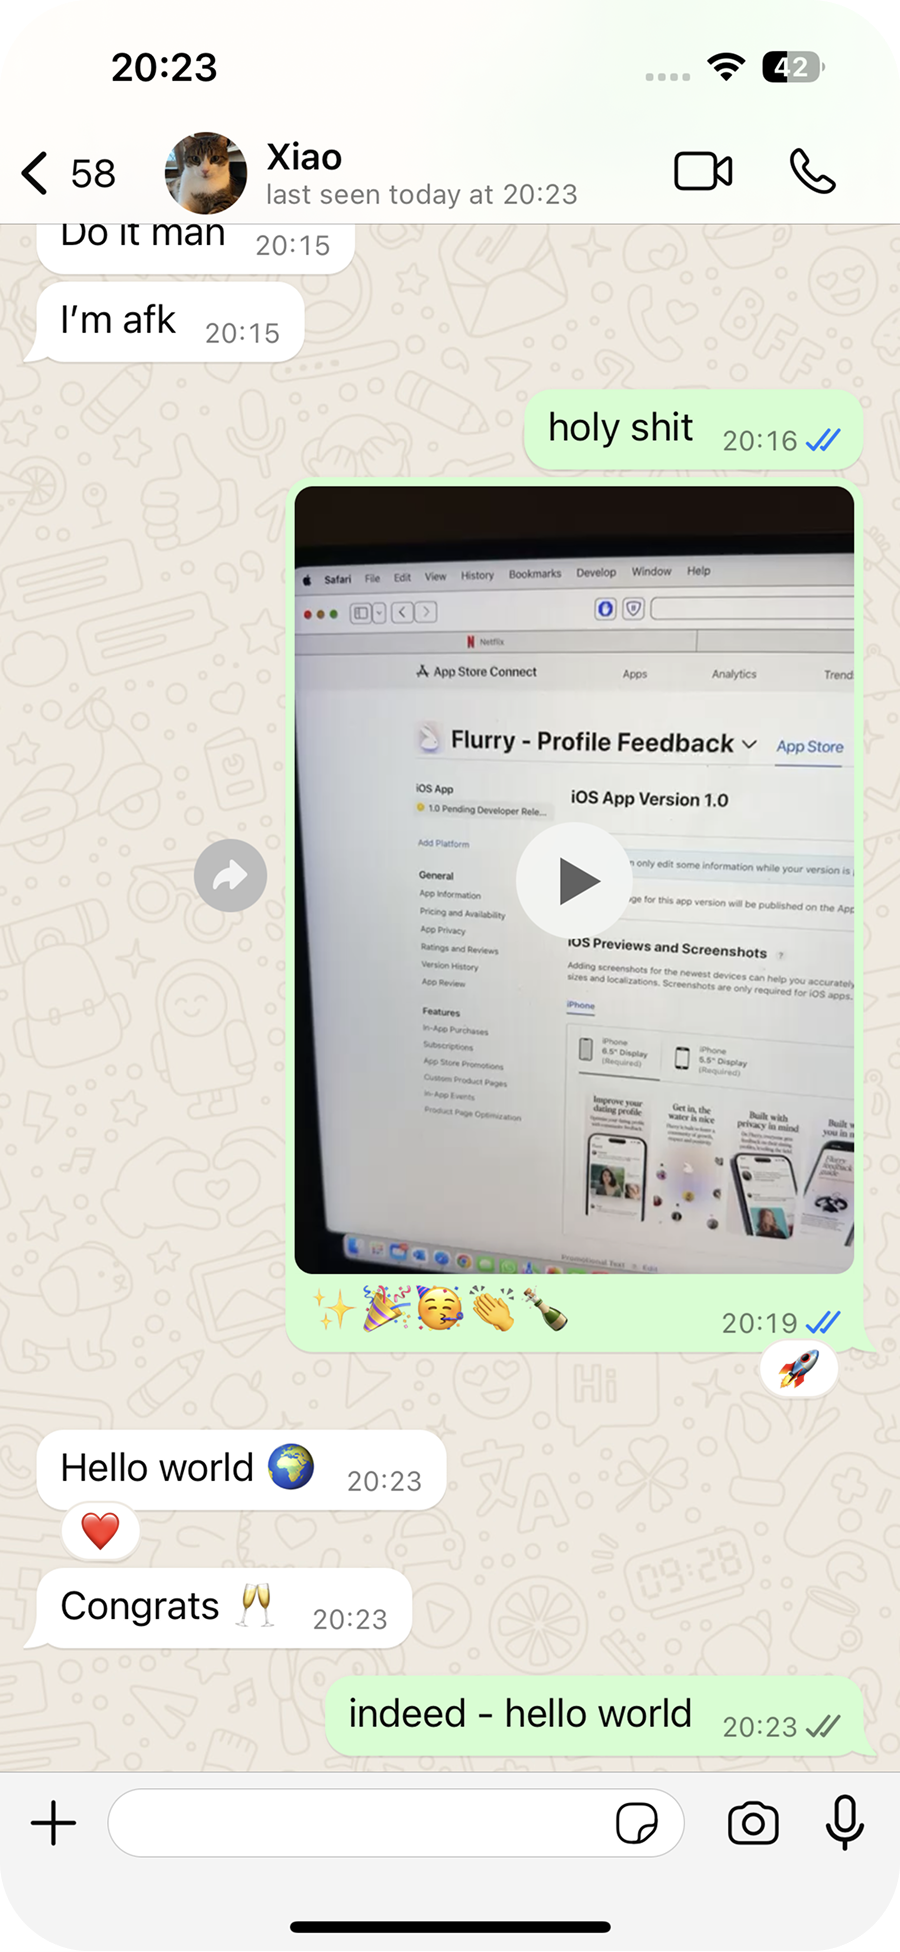 20:23
42
58
Xiao
last seen today at 20:23
Do it man 20:15
I'm afk 20:15
holy shit 20:16
Safari File Edit View History Bookmarks Develop Window Help
Netflix
App Store Connect Apps Analytics Trend
Flurry - Profile Feedback App Store
iOS App
1.0 Pending Developer Rele...
iOS App Version 1.0
Add Platform
n only edit some information while your version is
General
App Information
Pricing and Availability
ge for this app version will be published on the App
App Privacy
Ratings and Reviews
iOS Previews and Screenshots ?
Version History
Adding screenshots for the newest devices can help you accurately
App Review
sizes and localizations. Screenshots are only required for iOS apps.
iPhone
Features
In-App Purchases
Subscriptions
App Store Promotions
Custom Product Pages
In-App Events
Product Page Optimization
iPhone
6.5" Display
(Required)
iPhone
5.5" Display
(Required)
Improve your
dating profile
Get in, the
water is nice
Built with
privacy in mind
Built w
you in m
Flurry
feedback
guide
Promotional Text Edit
✨🎉🥳👏🍾 20:19
🚀
Hello world 🌍 20:23
❤️
Congrats 🥂 20:23
indeed - hello world 20:23